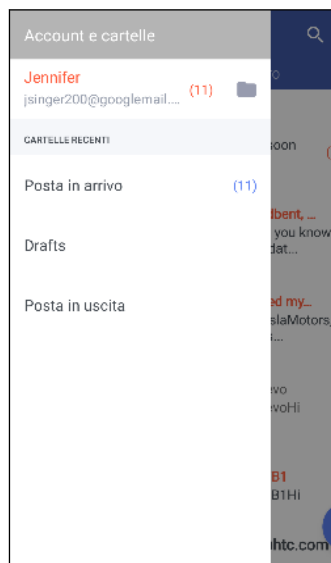 Account e cartelle
Jennifer
jsinger200@googlemail....
(11)
CARTELLE RECENTI
Posta in arrivo
(11)
Drafts
Posta in uscita
soon
lbent, ...
you know
dat...
ed my...
slaMotors,
s...
evo
evoHi
B1
B1Hi
htc.com